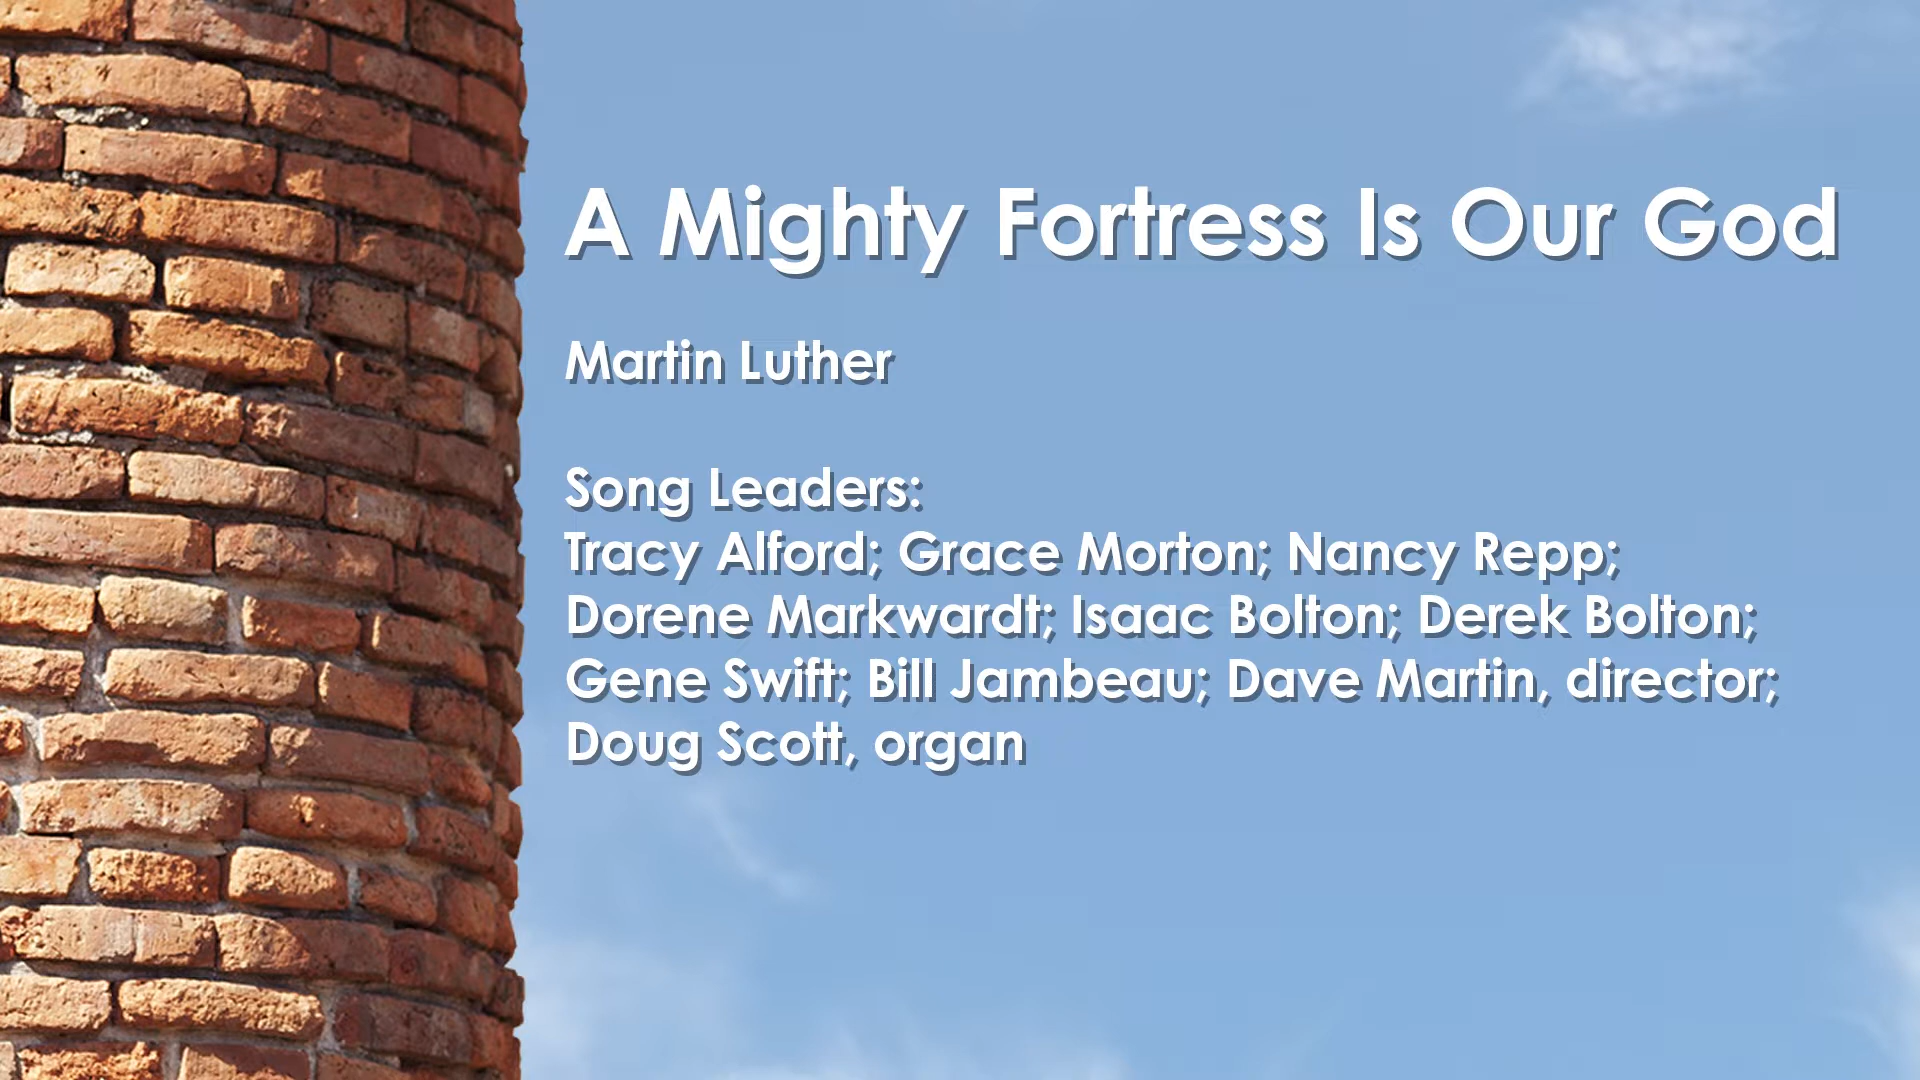 A Mighty Fortress Is Our God
Martin Luther
Song Leaders:
Tracy Alford; Grace Morton; Nancy Repp;
Dorene Markwardt; Isaac Bolton; Derek Bolton;
Gene Swift; Bill Jambeau; Dave Martin, director;
Doug Scott, organ